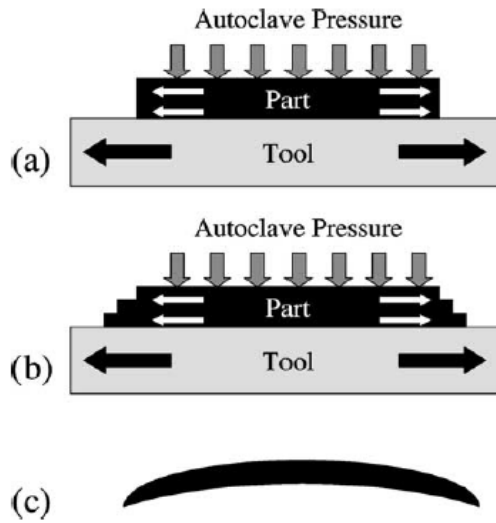 Autoclave Pressure
Part
(a)
Tool
Autoclave Pressure
Part
(b)
Tool
(c)